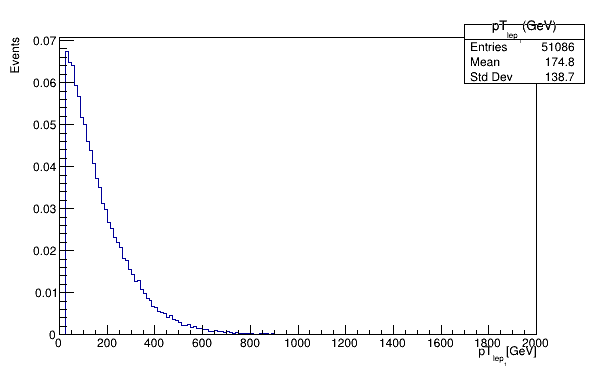 pT_lep_1 (GeV)
Entries 51086
Mean 174.8
Std Dev 138.7
Events
0.07
0.06
0.05
0.04
0.03
0.02
0.01
0
0 200 400 600 800 1000 1200 1400 1600 1800 2000
pT_lep_1 [GeV]